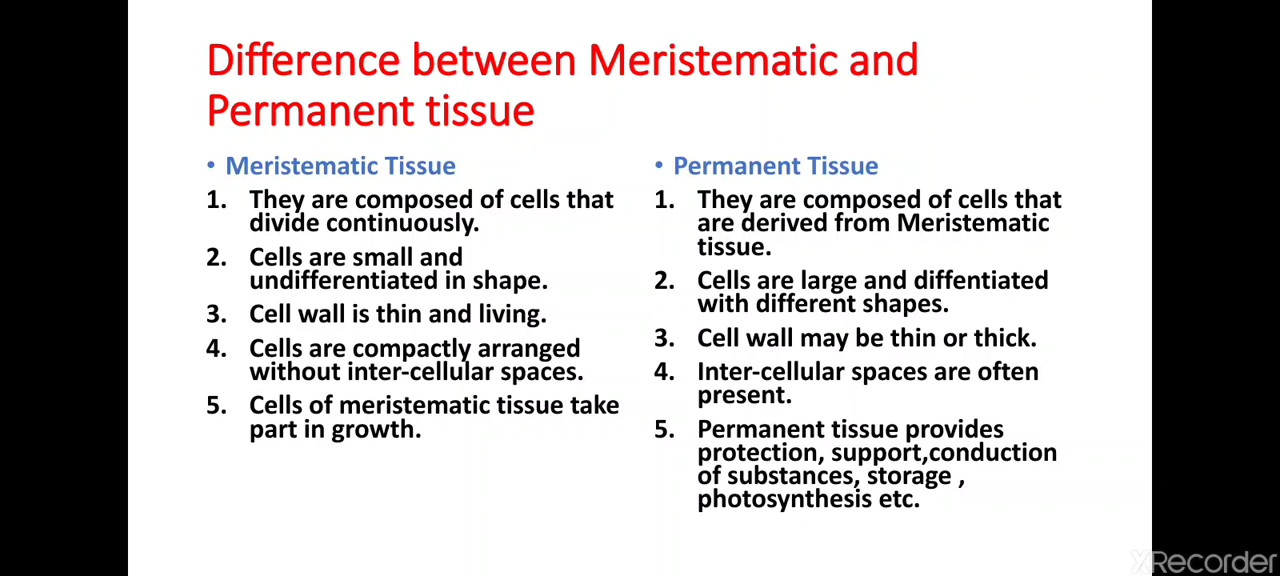 Difference between Meristematic and
Permanent tissue
• Meristematic Tissue
1. They are composed of cells that
divide continuously.
2. Cells are small and
undifferentiated in shape.
3. Cell wall is thin and living.
4. Cells are compactly arranged
without inter-cellular spaces.
5. Cells of meristematic tissue take
part in growth.
• Permanent Tissue
1. They are composed of cells that
are derived from Meristematic
tissue.
2. Cells are large and diffentiated
with different shapes.
3. Cell wall may be thin or thick.
4. Inter-cellular spaces are often
present.
5. Permanent tissue provides
protection, support,conduction
of substances, storage ,
photosynthesis etc.
XRecorder